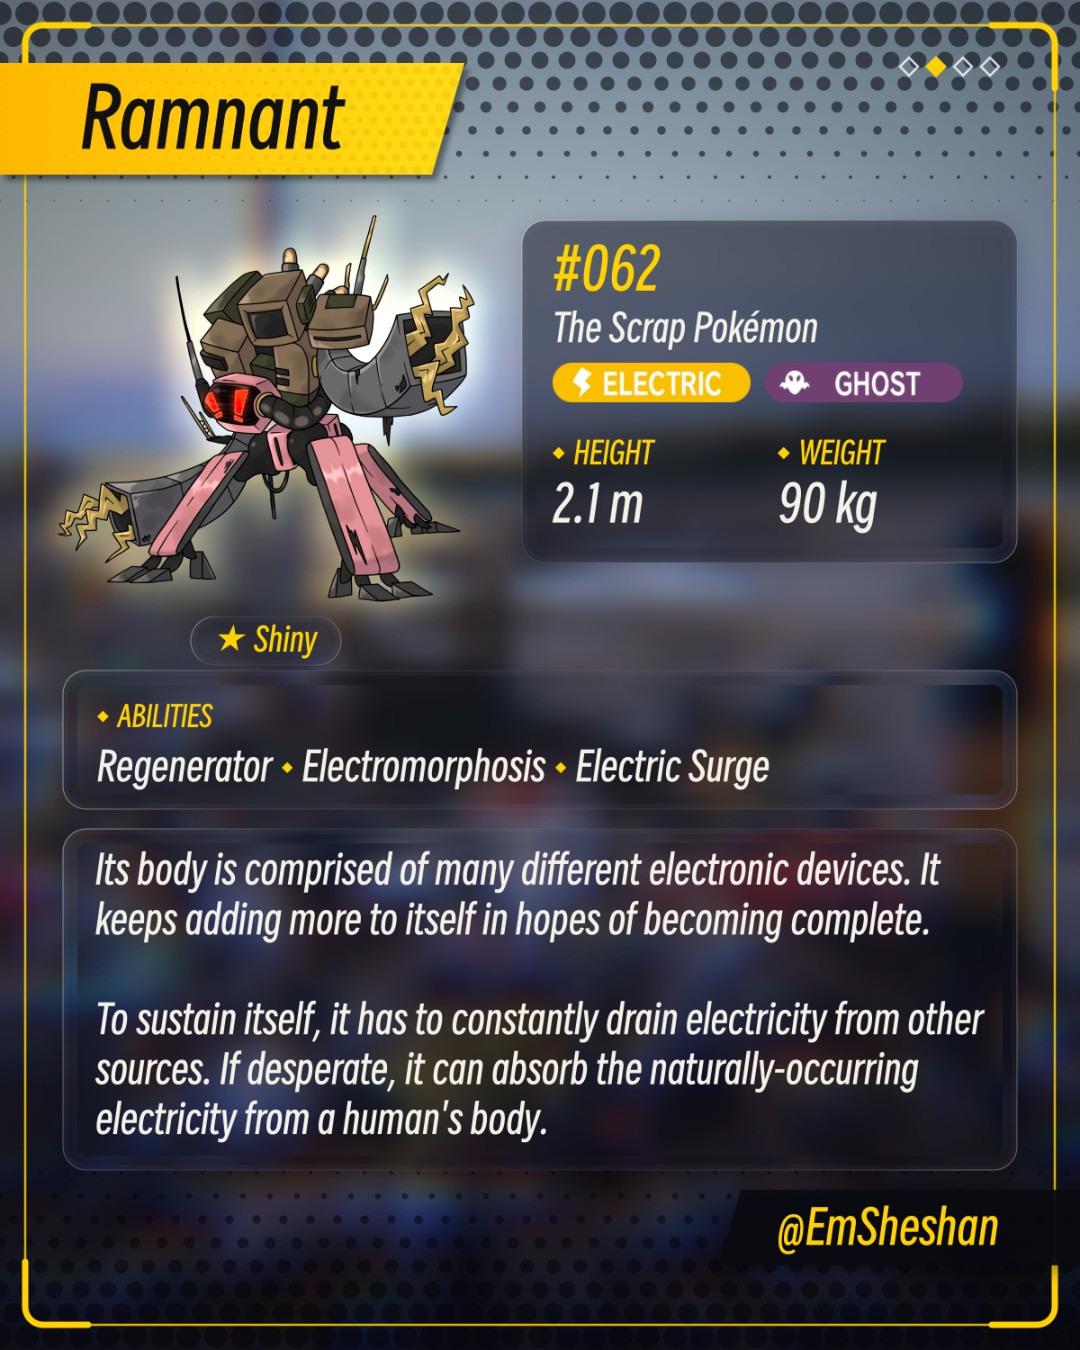 Ramnant
#062
The Scrap Pokémon
ELECTRIC
GHOST
HEIGHT
WEIGHT
2.1 m
90 kg
★ Shiny
ABILITIES
Regenerator ⬥ Electromorphosis ⬥ Electric Surge
Its body is comprised of many different electronic devices. It
keeps adding more to itself in hopes of becoming complete.
To sustain itself, it has to constantly drain electricity from other
sources. If desperate, it can absorb the naturally-occurring
electricity from a human's body.
@EmSheshan